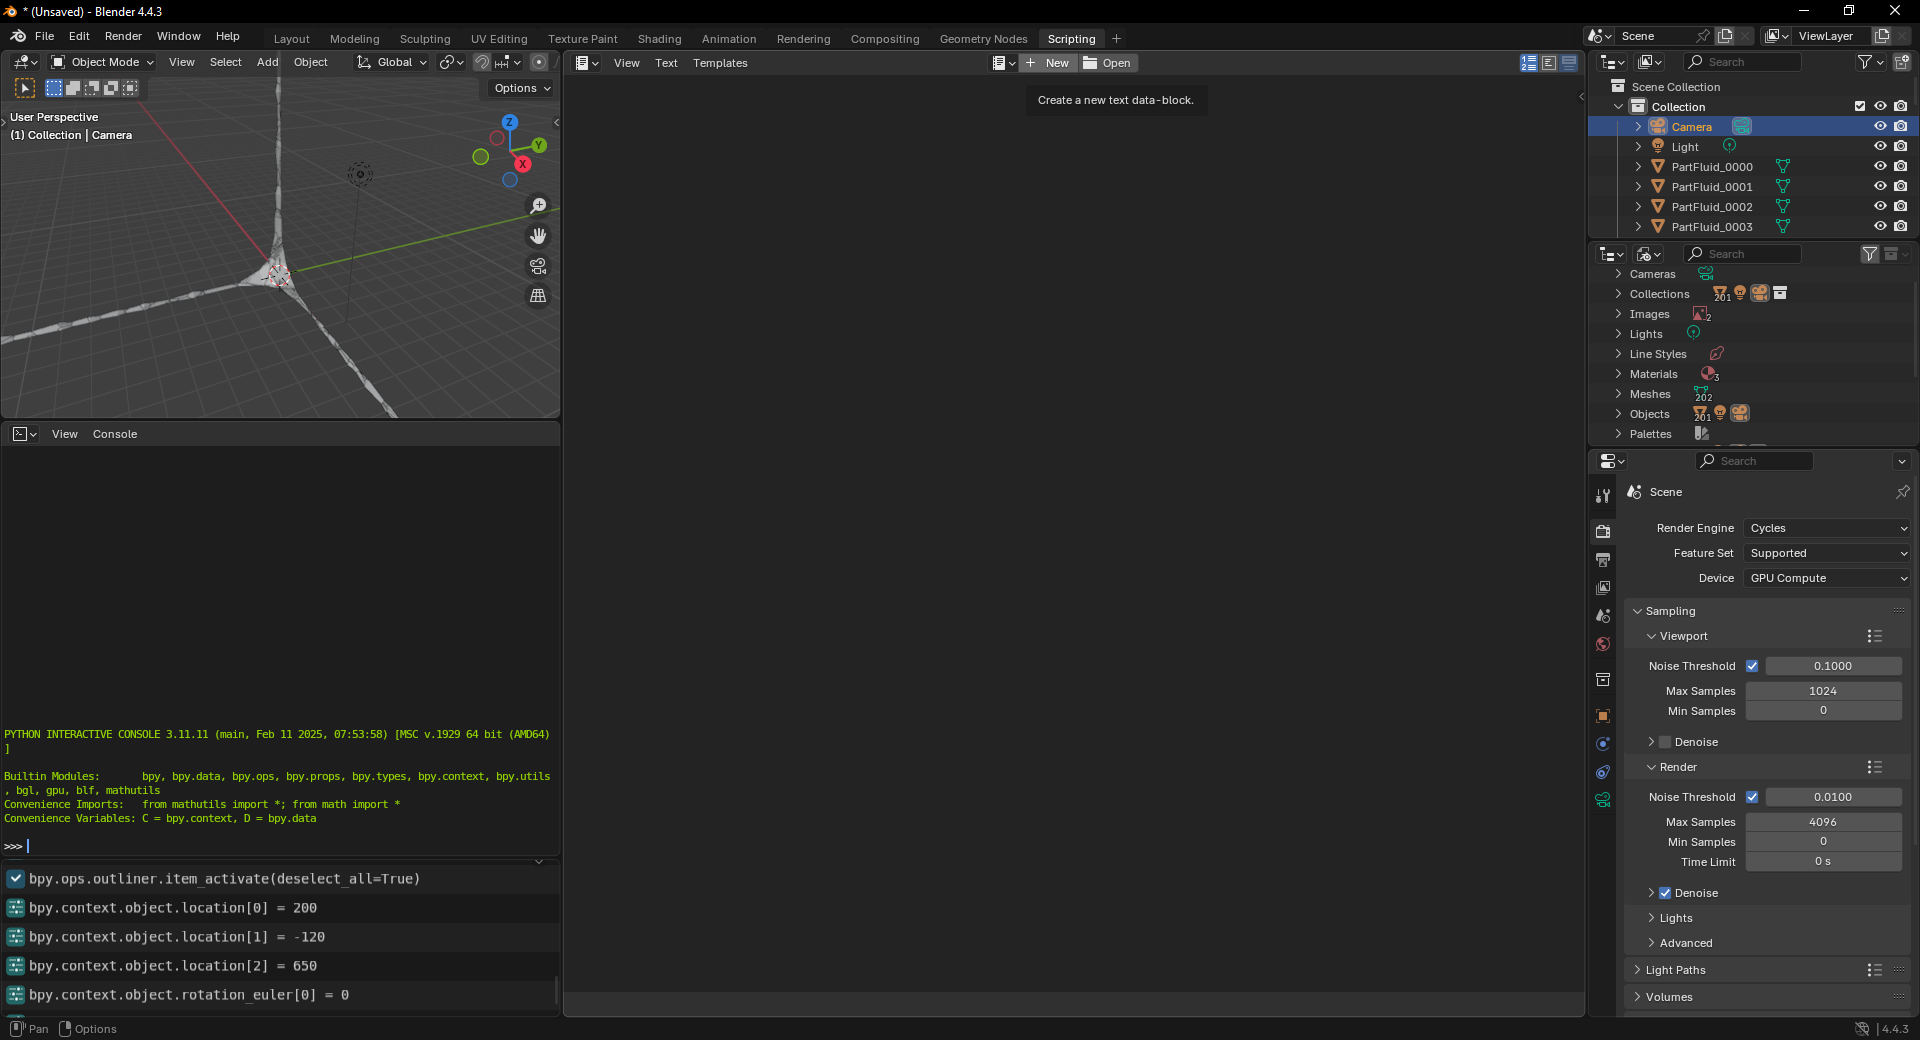 * (Unsaved) - Blender 4.4.3
File Edit Render Window Help
Layout Modeling Sculpting UV Editing Texture Paint Shading Animation Rendering Compositing Geometry Nodes Scripting
Scene
ViewLayer
Object Mode View Select Add Object Global
Options
User Perspective
(1) Collection | Camera
Z
Y
X
View Text Templates
New
Open
Create a new text data-block.
Search
Scene Collection
Collection
Camera
Light
PartFluid_0000
PartFluid_0001
PartFluid_0002
PartFluid_0003
Search
Cameras
Collections 201
Images 2
Lights
Line Styles
Materials 3
Meshes 202
Objects 201
Palettes
View Console
PYTHON INTERACTIVE CONSOLE 3.11.11 (main, Feb 11 2025, 07:53:58) [MSC v.1929 64 bit (AMD64)
]
Builtin Modules: bpy, bpy.data, bpy.ops, bpy.props, bpy.types, bpy.context, bpy.utils
, bgl, gpu, blf, mathutils
Convenience Imports: from mathutils import *; from math import *
Convenience Variables: C = bpy.context, D = bpy.data
>>>
bpy.ops.outliner.item_activate(deselect_all=True)
bpy.context.object.location[0] = 200
bpy.context.object.location[1] = -120
bpy.context.object.location[2] = 650
bpy.context.object.rotation_euler[0] = 0
Search
Scene
Render Engine Cycles
Feature Set Supported
Device GPU Compute
Sampling
Viewport
Noise Threshold 0.1000
Max Samples 1024
Min Samples 0
Denoise
Render
Noise Threshold 0.0100
Max Samples 4096
Min Samples 0
Time Limit 0 s
Denoise
Lights
Advanced
Light Paths
Volumes
Pan Options
4.4.3